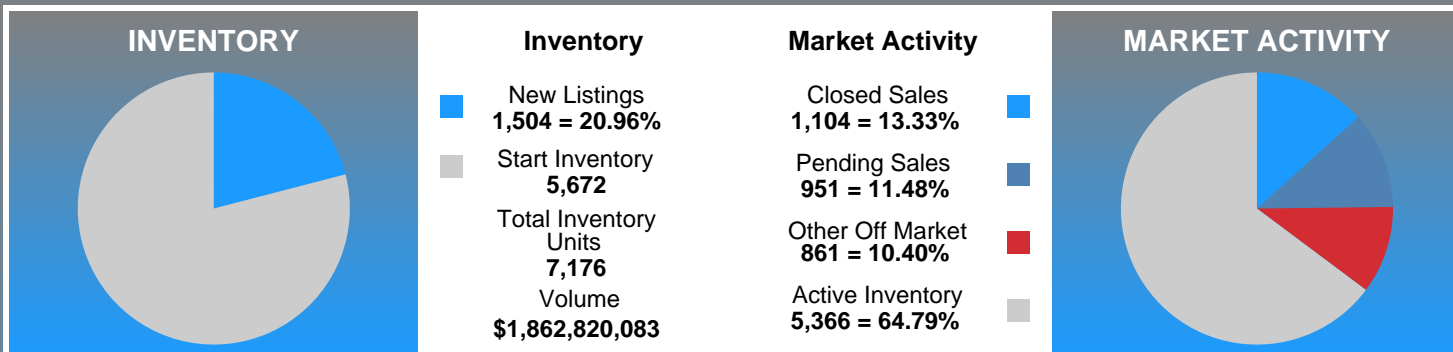 INVENTORY
Inventory
New Listings
1,504 = 20.96%
Start Inventory
5,672
Total Inventory
Units
7,176
Volume
$1,862,820,083
Market Activity
Closed Sales
1,104 = 13.33%
Pending Sales
951 = 11.48%
Other Off Market
861 = 10.40%
Active Inventory
5,366 = 64.79%
MARKET ACTIVITY